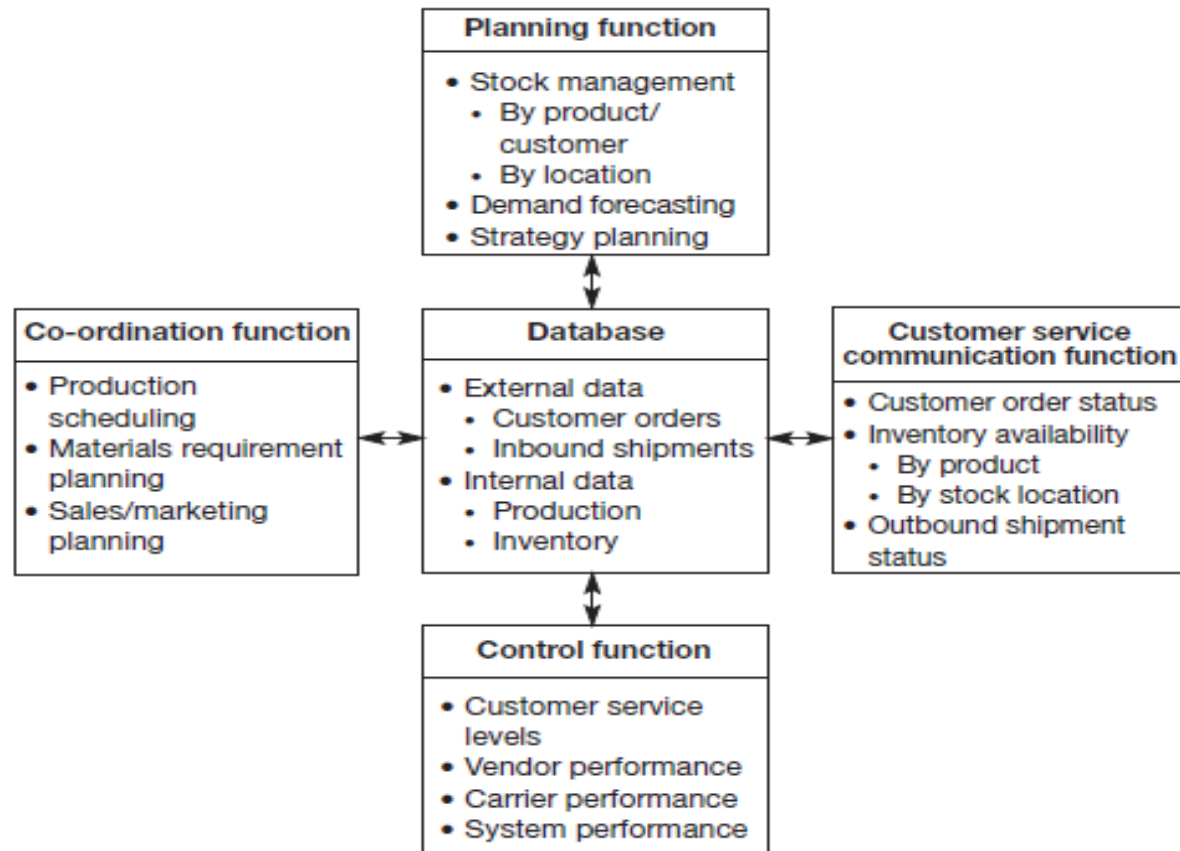 Planning function
• Stock management
• By product/
customer
• By location
• Demand forecasting
• Strategy planning
Co-ordination function
• Production
scheduling
• Materials requirement
planning
• Sales/marketing
planning
Database
• External data
• Customer orders
• Inbound shipments
• Internal data
• Production
• Inventory
Customer service
communication function
• Customer order status
• Inventory availability
• By product
• By stock location
• Outbound shipment
status
Control function
• Customer service
levels
• Vendor performance
• Carrier performance
• System performance